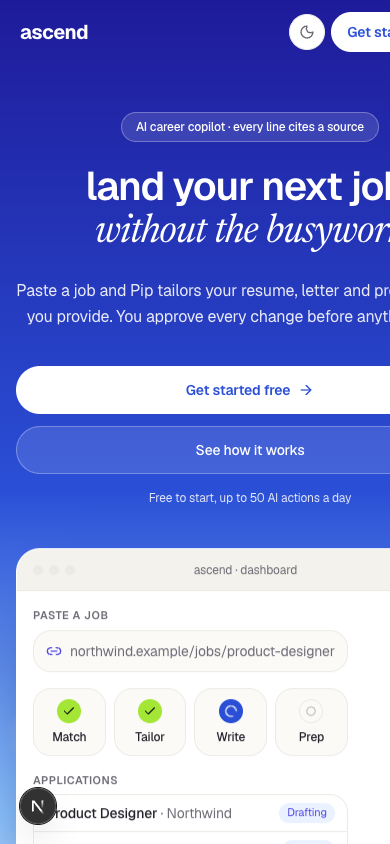 ascend
Get sta
AI career copilot · every line cites a source
land your next jo
without the busywor
Paste a job and Pip tailors your resume, letter and pr
you provide. You approve every change before anyt
Get started free →
See how it works
Free to start, up to 50 AI actions a day
ascend · dashboard
PASTE A JOB
northwind.example/jobs/product-designer
Match Tailor Write Prep
APPLICATIONS
roduct Designer · Northwind Drafting
N